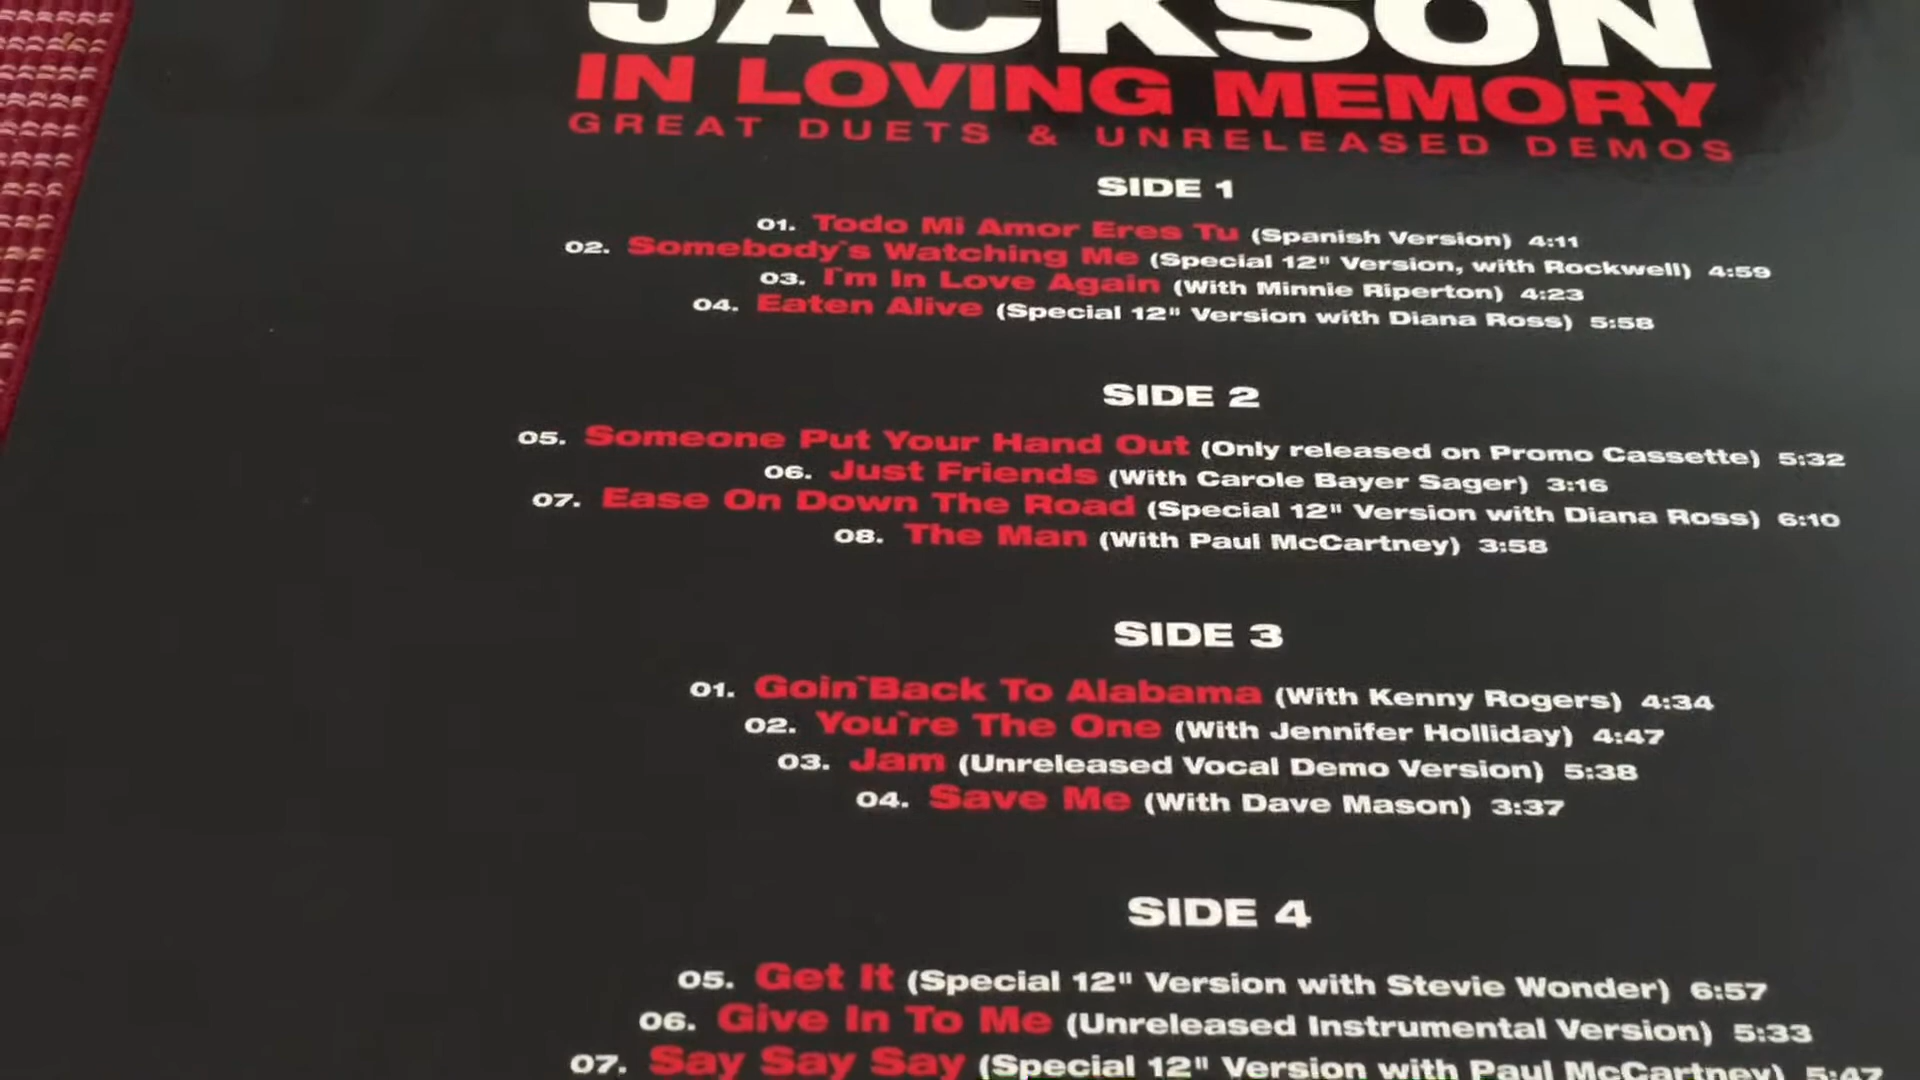 JACKSON
IN LOVING MEMORY
GREAT DUETS & UNRELEASED DEMOS
SIDE 1
01. Todo Mi Amor Eres Tu (Spanish Version) 4:11
02. Somebody`s Watching Me (Special 12" Version, with Rockwell) 4:59
03. I`m In Love Again (With Minnie Riperton) 4:23
04. Eaten Alive (Special 12" Version with Diana Ross) 5:58
SIDE 2
05. Someone Put Your Hand Out (Only released on Promo Cassette) 5:32
06. Just Friends (With Carole Bayer Sager) 3:16
07. Ease On Down The Road (Special 12" Version with Diana Ross) 6:10
08. The Man (With Paul McCartney) 3:58
SIDE 3
01. Goin`Back To Alabama (With Kenny Rogers) 4:34
02. You`re The One (With Jennifer Holliday) 4:47
03. Jam (Unreleased Vocal Demo Version) 5:38
04. Save Me (With Dave Mason) 3:37
SIDE 4
05. Get It (Special 12" Version with Stevie Wonder) 6:57
06. Give In To Me (Unreleased Instrumental Version) 5:33
07. Say Say Say (Special 12" Version with Paul McCartney) 5:47